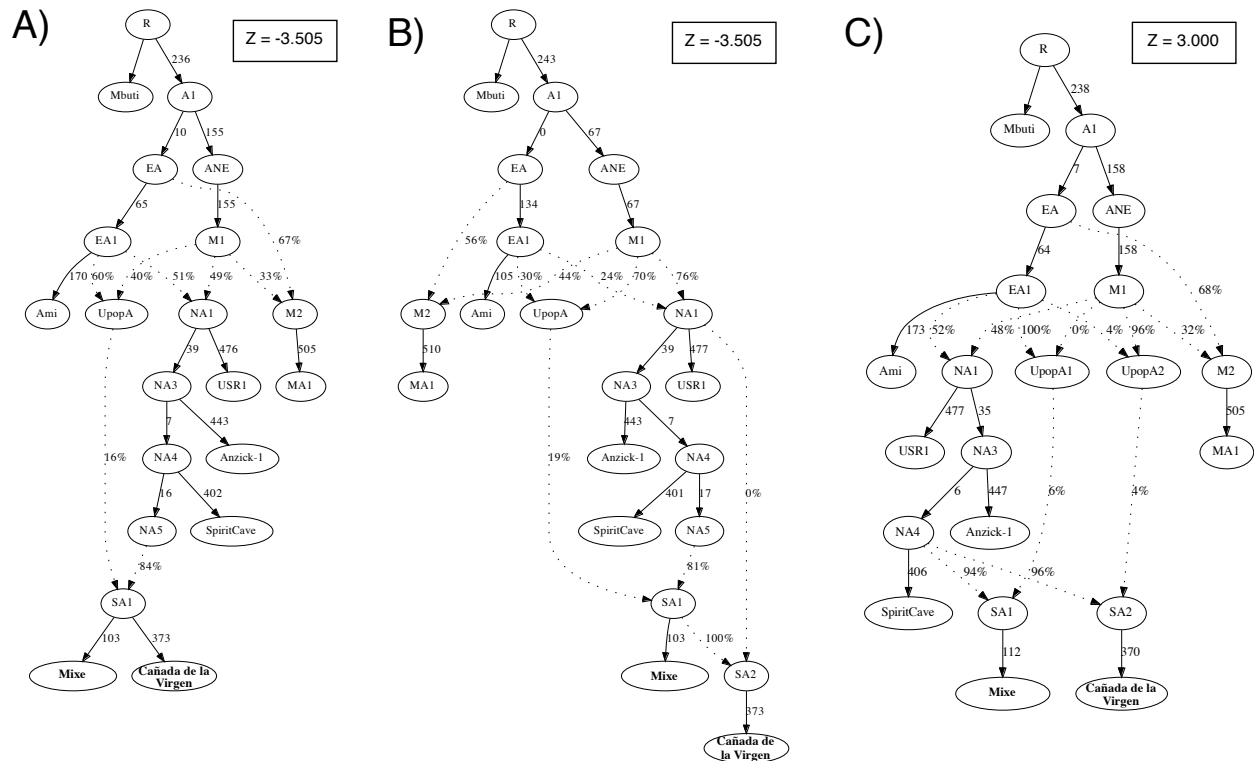 A)
Z = -3.505
R
236
Mbuti
A1
10
155
EA
ANE
65
155
EA1
M1
67%
170
60%
40%
51%
49%
33%
Ami
UpopA
NA1
M2
39
476
505
NA3
USR1
MA1
7
443
16%
NA4
Anzick-1
16
402
NA5
SpiritCave
84%
SA1
103
373
Mixe
Cañada de la
Virgen
B)
Z = -3.505
R
243
Mbuti
A1
0
67
EA
ANE
134
67
56%
EA1
M1
105
30%
44%
24%
70%
76%
M2
Ami
UpopA
NA1
510
39
477
MA1
NA3
USR1
443
7
19%
Anzick-1
NA4
401
17
0%
SpiritCave
NA5
81%
SA1
103
100%
Mixe
SA2
373
Cañada de
la Virgen
C)
Z = 3.000
R
238
Mbuti
A1
7
158
EA
ANE
64
158
EA1
M1
68%
173
52%
48%
100%
0%
4%
96%
32%
Ami
NA1
UpopA1
UpopA2
M2
477
35
505
USR1
NA3
MA1
6
447
6%
4%
NA4
Anzick-1
406
94%
96%
SpiritCave
SA1
SA2
112
370
Mixe
Cañada de la
Virgen